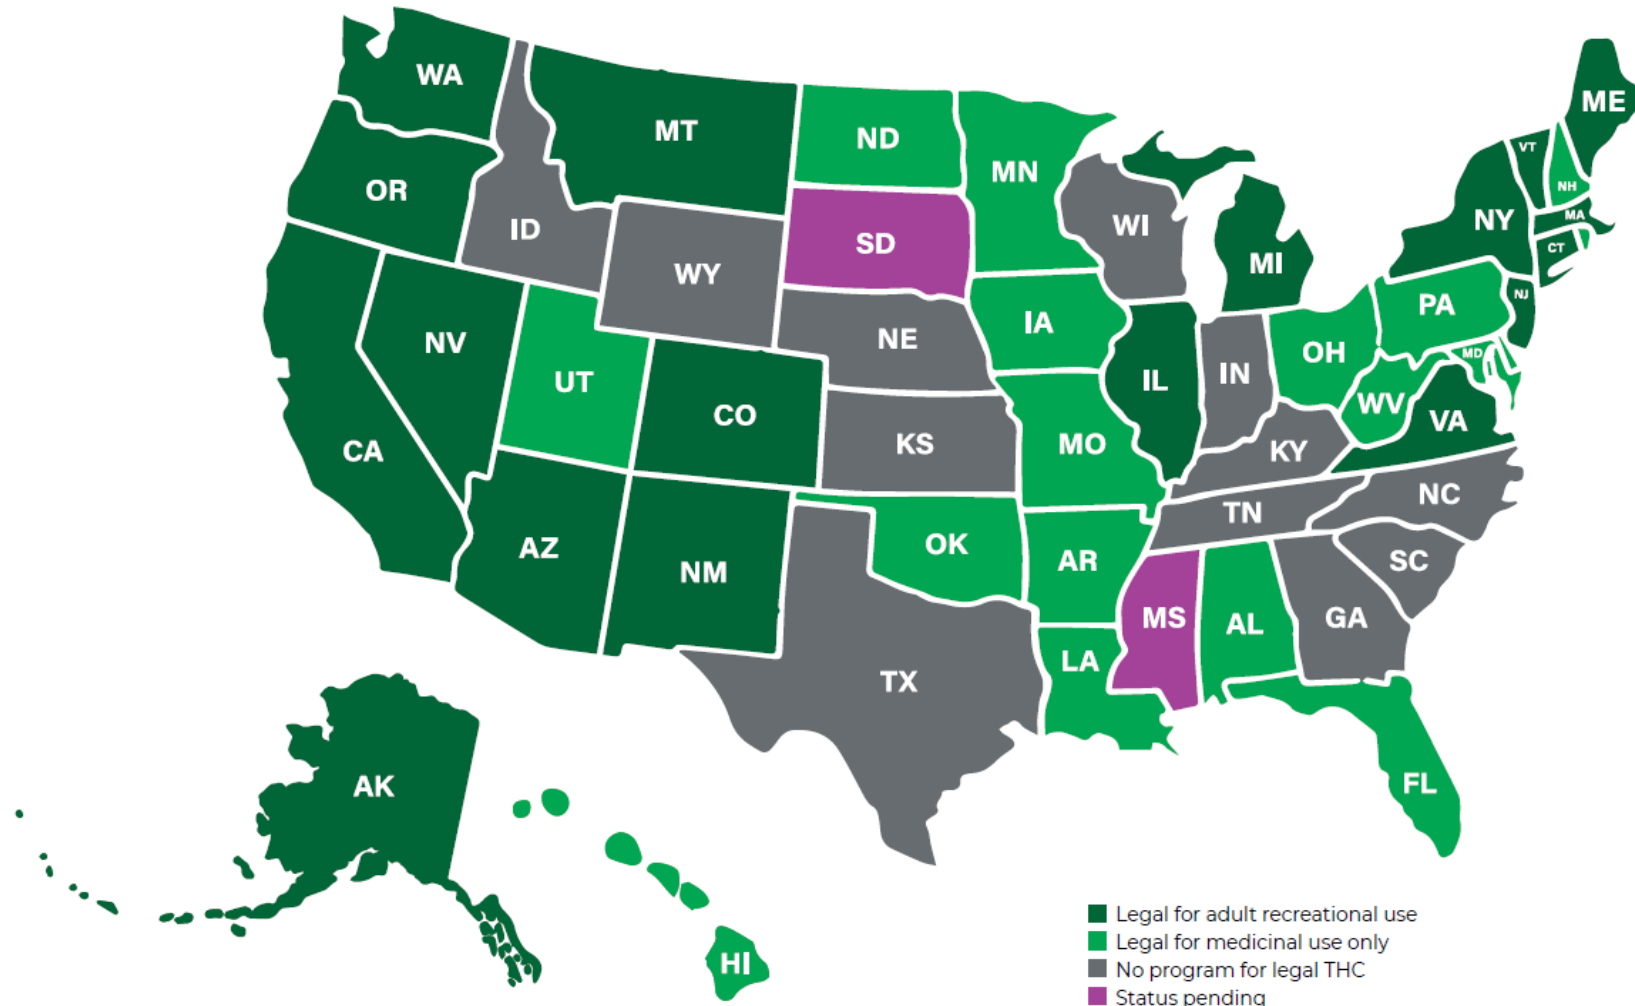 WA
MT
ND
MN
ME
VT
NH
OR
ID
SD
WI
NY
MA
CT
WY
MI
NJ
NV
UT
NE
IA
IL
IN
OH
PA
MD
CO
CA
KS
MO
WV
VA
KY
AZ
NM
OK
AR
TN
NC
SC
TX
LA
MS
AL
GA
FL
AK
HI
Legal for adult recreational use
Legal for medicinal use only
No program for legal THC
Status pending